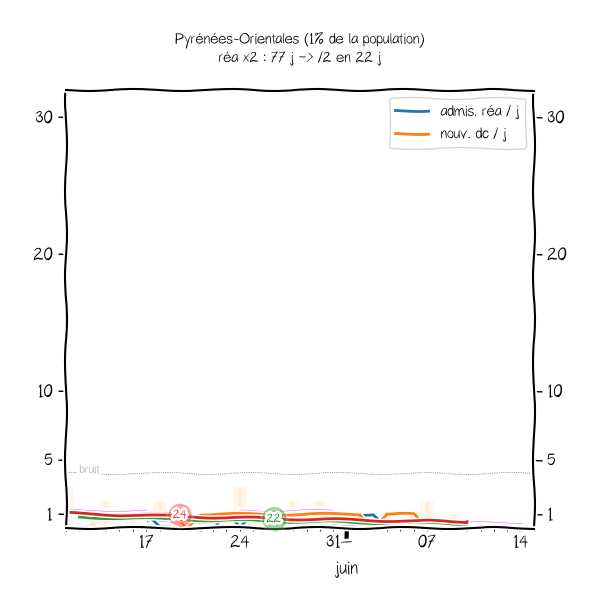 Pyrénées-Orientales (1% de la population)
réa x2 : 77 j -> /2 en 22 j
admis. réa / j
nouv. dc / j
30 30
20 20
10 10
5 5
bruit
1 1
24
22
17 24 31 07 14
juin